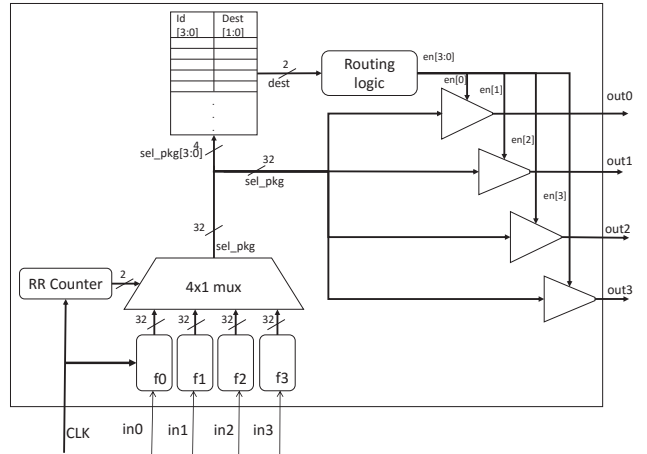 Id
[3:0]
Dest
[1:0]
.
.
.
2
dest
Routing
logic
en[3:0]
en[0]
en[1]
en[2]
en[3]
out0
out1
out2
out3
4
sel_pkg[3:0]
32
sel_pkg
32
sel_pkg
RR Counter
2
4x1 mux
32
32
32
32
f0
f1
f2
f3
CLK
in0
in1
in2
in3